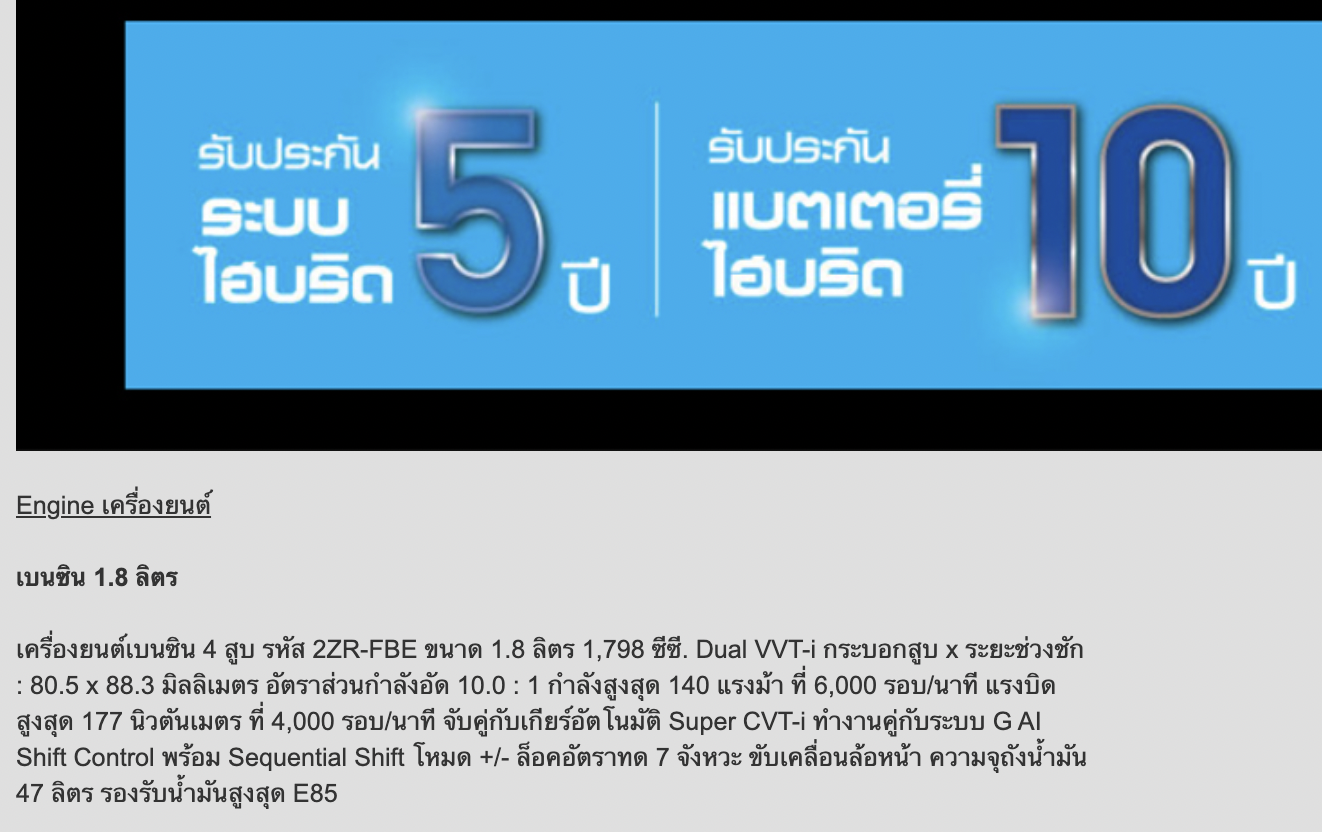 รับประกัน
ระบบ
ไฮบริด
5 ปี
รับประกัน
แบตเตอรี่
ไฮบริด
10 ปี
Engine เครื่องยนต์
เบนซิน 1.8 ลิตร
เครื่องยนต์เบนซิน 4 สูบ รหัส 2ZR-FBE ขนาด 1.8 ลิตร 1,798 ซีซี. Dual VVT-i กระบอกสูบ x ระยะช่วงชัก
: 80.5 x 88.3 มิลลิเมตร อัตราส่วนกำลังอัด 10.0 : 1 กำลังสูงสุด 140 แรงม้า ที่ 6,000 รอบ/นาที แรงบิด
สูงสุด 177 นิวตันเมตร ที่ 4,000 รอบ/นาที จับคู่กับเกียร์อัตโนมัติ Super CVT-i ทำงานคู่กับระบบ G AI
Shift Control พร้อม Sequential Shift โหมด +/- ล็อคอัตราทด 7 จังหวะ ขับเคลื่อนล้อหน้า ความจุถังน้ำมัน
47 ลิตร รองรับน้ำมันสูงสุด E85